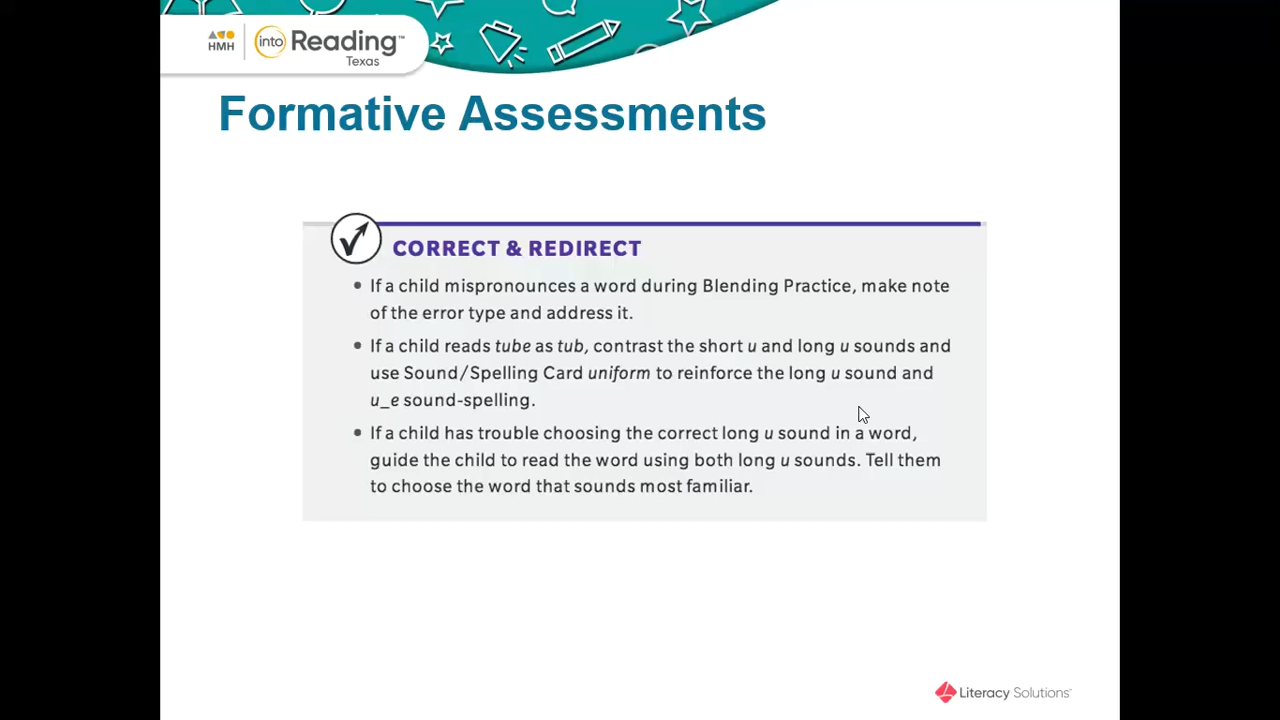 HMH
into Reading™
Texas
Formative Assessments
CORRECT & REDIRECT
• If a child mispronounces a word during Blending Practice, make note
of the error type and address it.
• If a child reads tube as tub, contrast the short u and long u sounds and
use Sound/Spelling Card uniform to reinforce the long u sound and
u_e sound-spelling.
• If a child has trouble choosing the correct long u sound in a word,
guide the child to read the word using both long u sounds. Tell them
to choose the word that sounds most familiar.
Literacy Solutions™